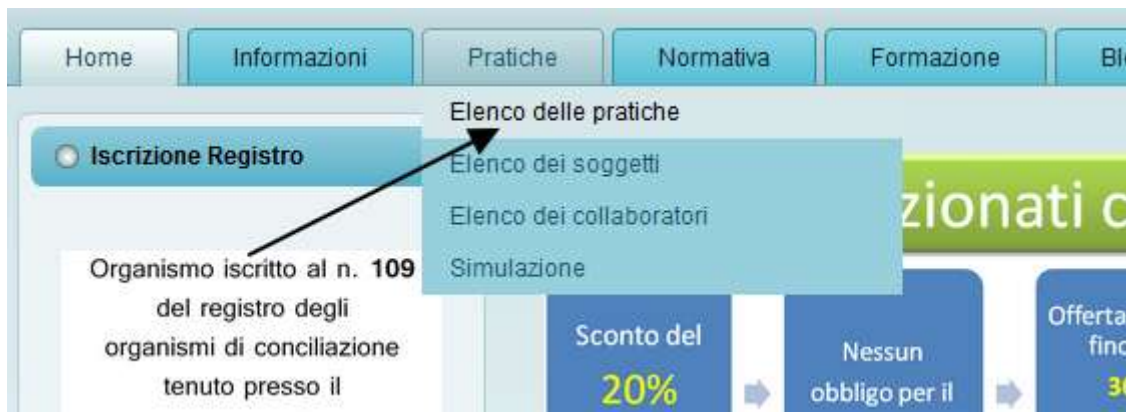 Home Informazioni Pratiche Normativa Formazione
Elenco delle pratiche
Elenco dei soggetti
Elenco dei collaboratori
Simulazione
Iscrizione Registro
Organismo iscritto al n. 109
del registro degli
organismi di conciliazione
tenuto presso il
Sconto del
20%
Nessun
obbligo per il
Offerta